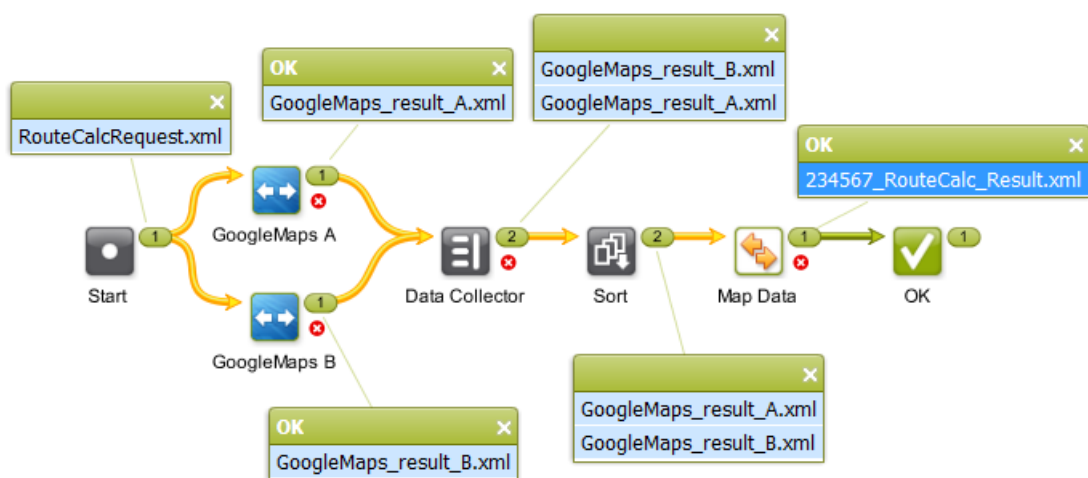 RouteCalcRequest.xml
OK
GoogleMaps_result_A.xml
GoogleMaps_result_B.xml
GoogleMaps_result_A.xml
OK
234567_RouteCalc_Result.xml
1
Start
1
GoogleMaps A
1
GoogleMaps B
2
Data Collector
2
Sort
1
Map Data
1
OK
OK
GoogleMaps_result_B.xml
GoogleMaps_result_A.xml
GoogleMaps_result_B.xml